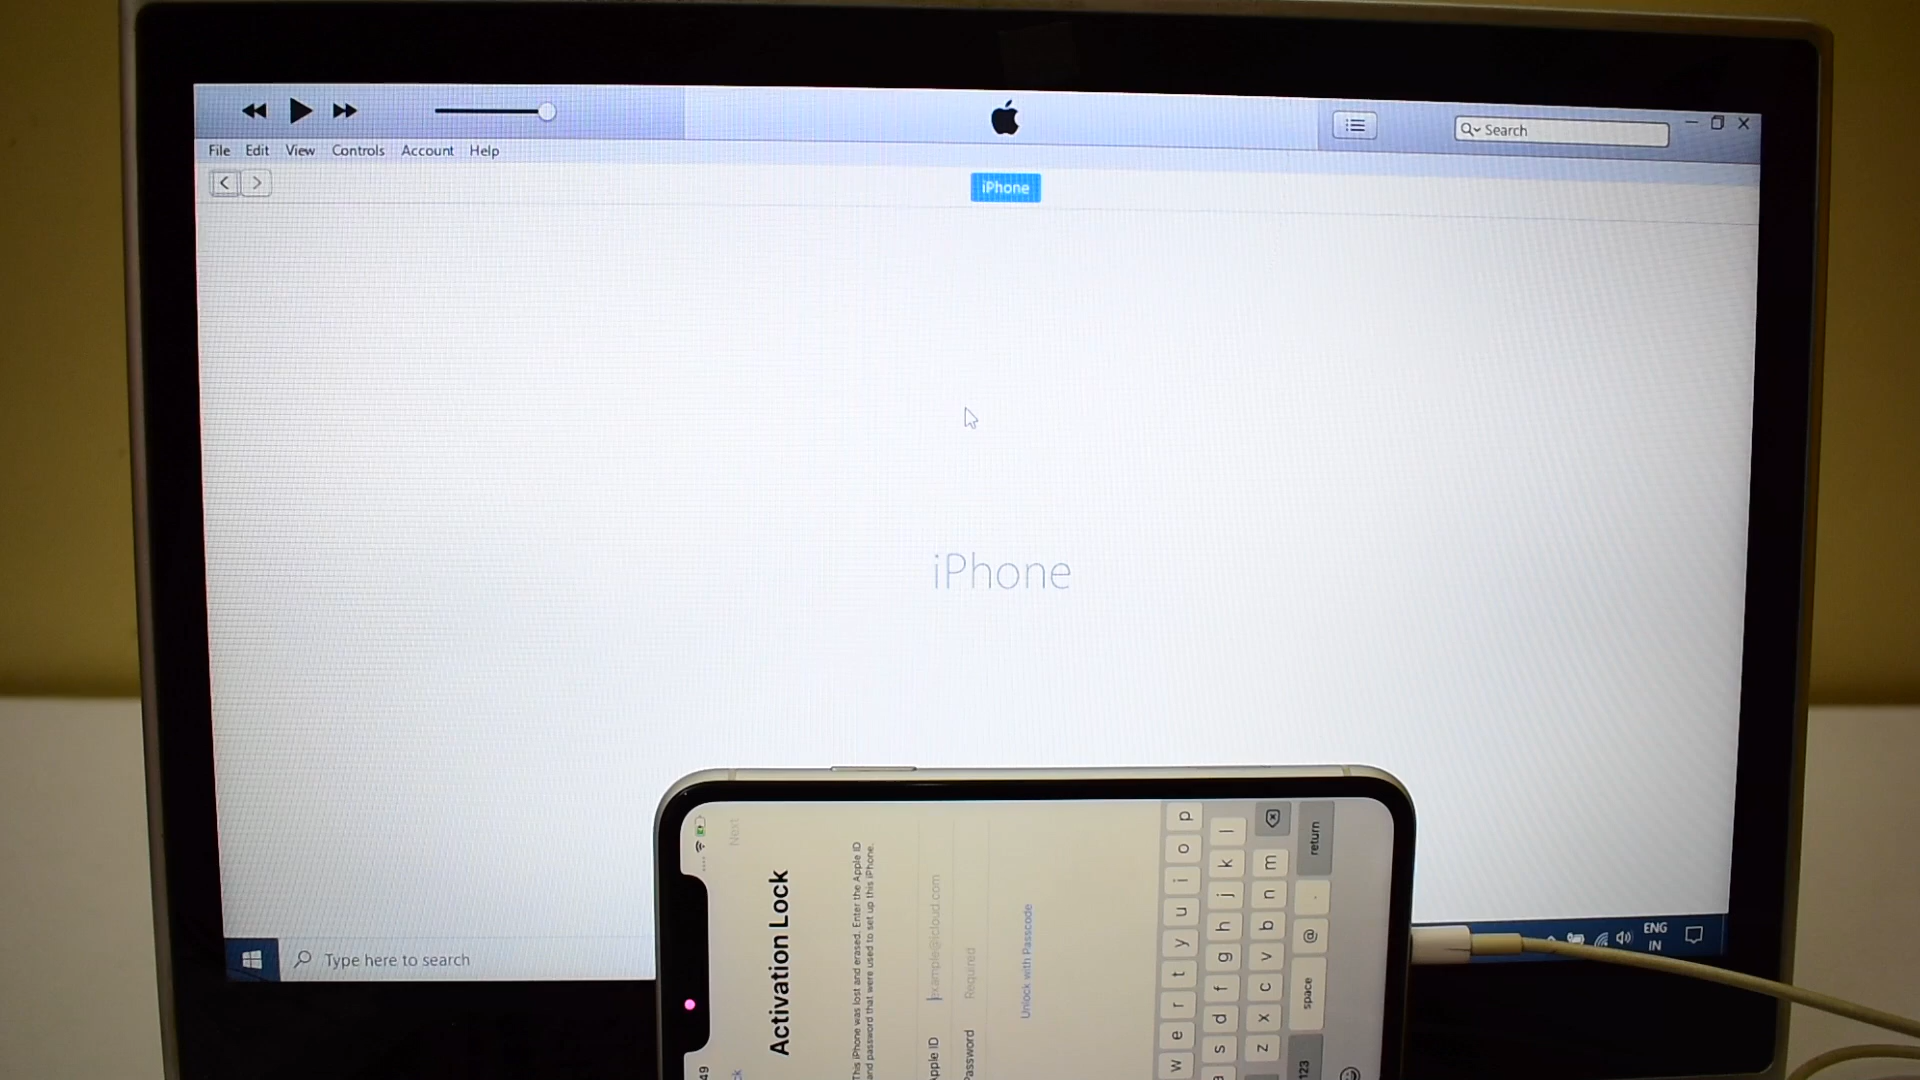 Search
File Edit View Controls Account Help
iPhone
iPhone
Type here to search
ENG
IN
49
Next
Activation Lock
This iPhone was lost and erased. Enter the Apple ID
and password that were used to set up this iPhone.
Apple ID example@icloud.com
Password Required
Unlock with Passcode
w e r t y u i o p
s d f g h j k l
z x c v b n m
123 space @ . return